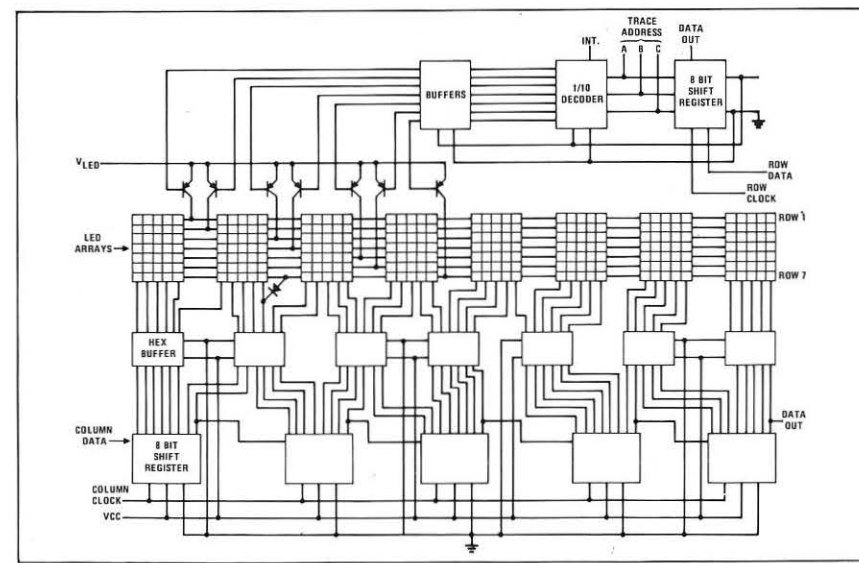 TRACE
ADDRESS
DATA
OUT
INT.
A B C
BUFFERS
1/10
DECODER
8 BIT
SHIFT
REGISTER
VLED
ROW
DATA
ROW
CLOCK
LED
ARRAYS
ROW 1
ROW 7
HEX
BUFFER
COLUMN
DATA
8 BIT
SHIFT
REGISTER
DATA
OUT
COLUMN
CLOCK
VCC